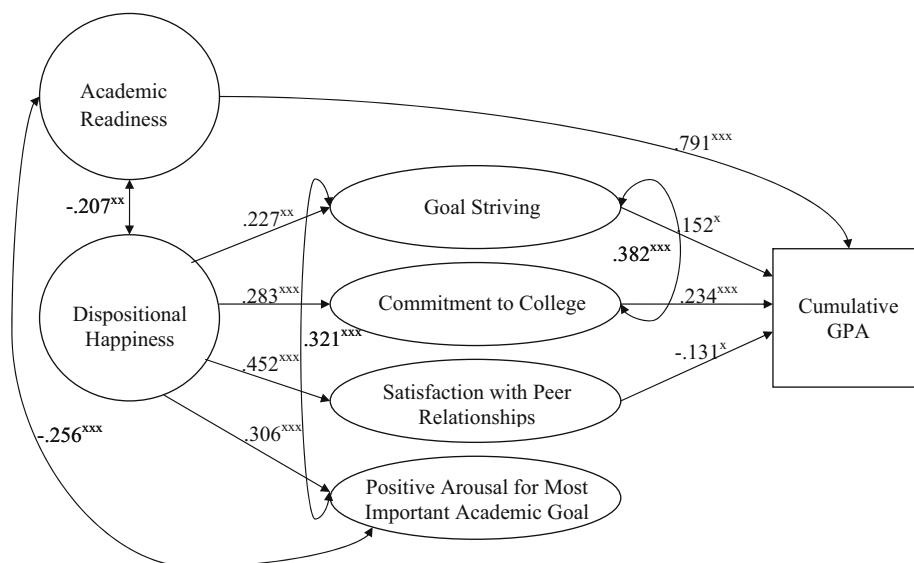 Academic
Readiness
.791xxx
-.207xx
.227xx
Goal Striving
.152x
.382xxx
Dispositional
Happiness
.283xxx
Commitment to College
.234xxx
Cumulative
GPA
.321xxx
.452xxx
-.131x
Satisfaction with Peer
Relationships
-.256xxx
.306xxx
Positive Arousal for Most
Important Academic Goal